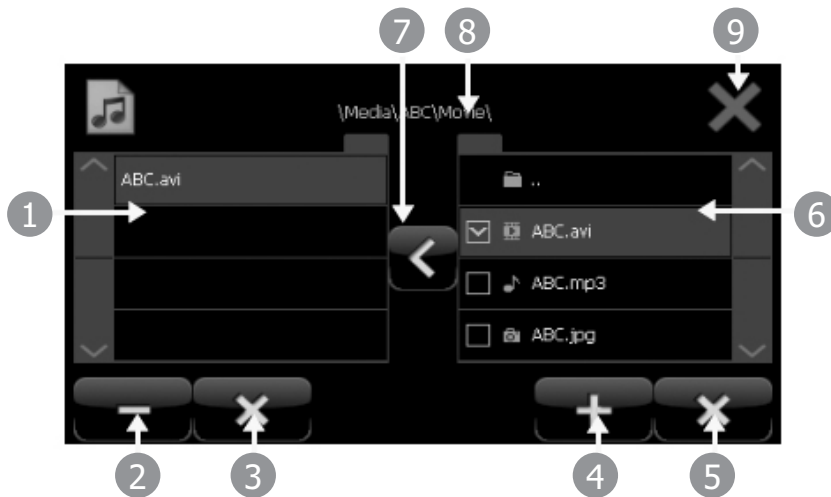 7 8 9
\Media\ABC\Movie\
ABC.avi
..
1
6
ABC.avi
ABC.mp3
ABC.jpg
2 3 4 5